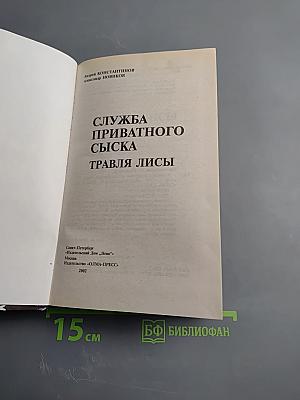 Андрей КОНСТАНТИНОВ
Александр НОВИКОВ
СЛУЖБА
ПРИВАТНОГО
СЫСКА
ТРАВЛЯ ЛИСЫ
Санкт-Петербург
«Издательский Дом „Нева“»
Москва
Издательство «ОЛМА-ПРЕСС»
2002
15 см
БФ БИБЛИОФАН